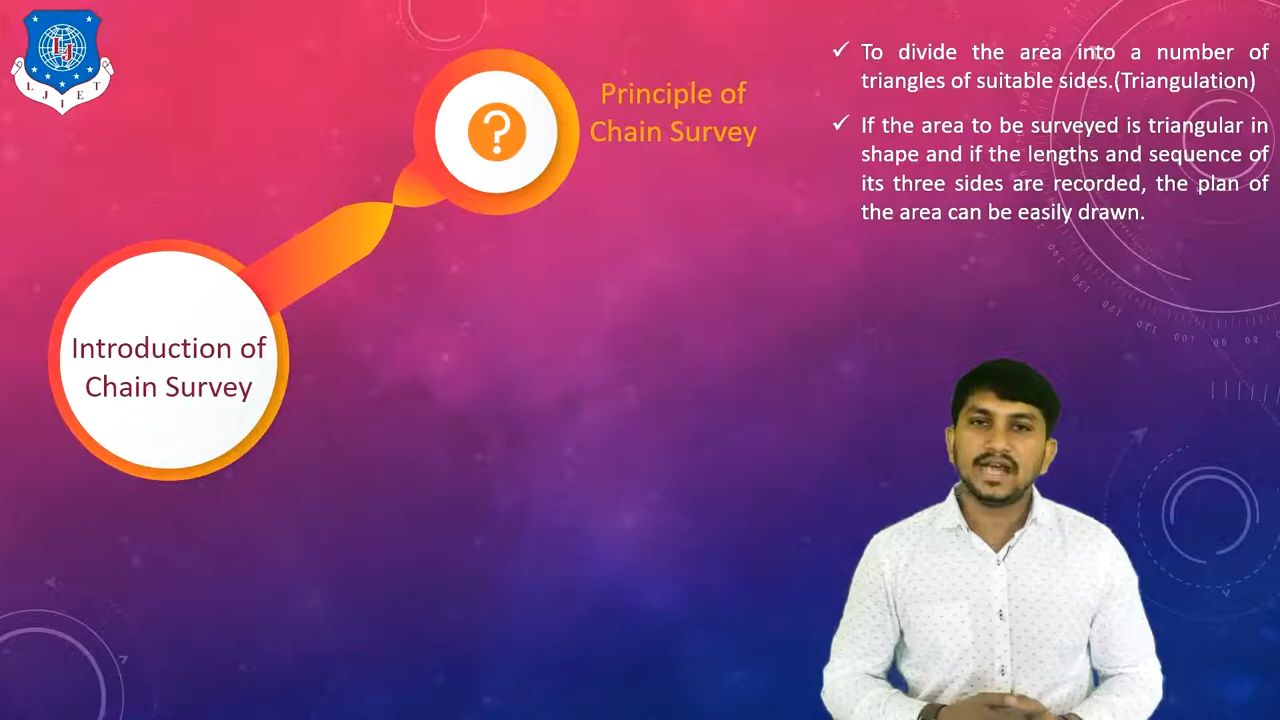 L J I E T
LJ
Principle of
Chain Survey
To divide the area into a number of
triangles of suitable sides.(Triangulation)
If the area to be surveyed is triangular in
shape and if the lengths and sequence of
its three sides are recorded, the plan of
the area can be easily drawn.
Introduction of
Chain Survey